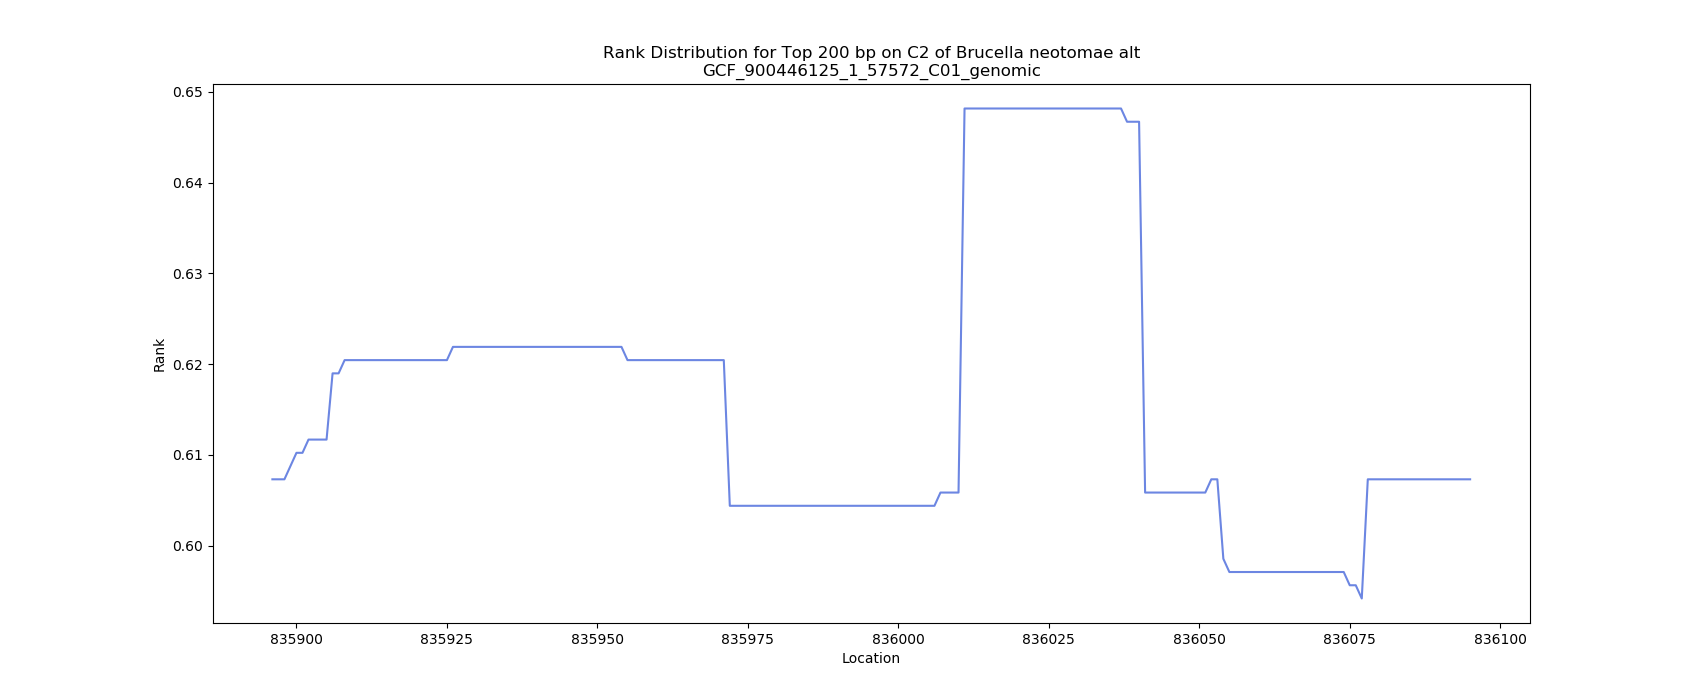 Rank Distribution for Top 200 bp on C2 of Brucella neotomae alt
GCF_900446125_1_57572_C01_genomic
0.65
0.64
0.63
0.62
0.61
0.60
Rank
835900 835925 835950 835975 836000 836025 836050 836075 836100
Location